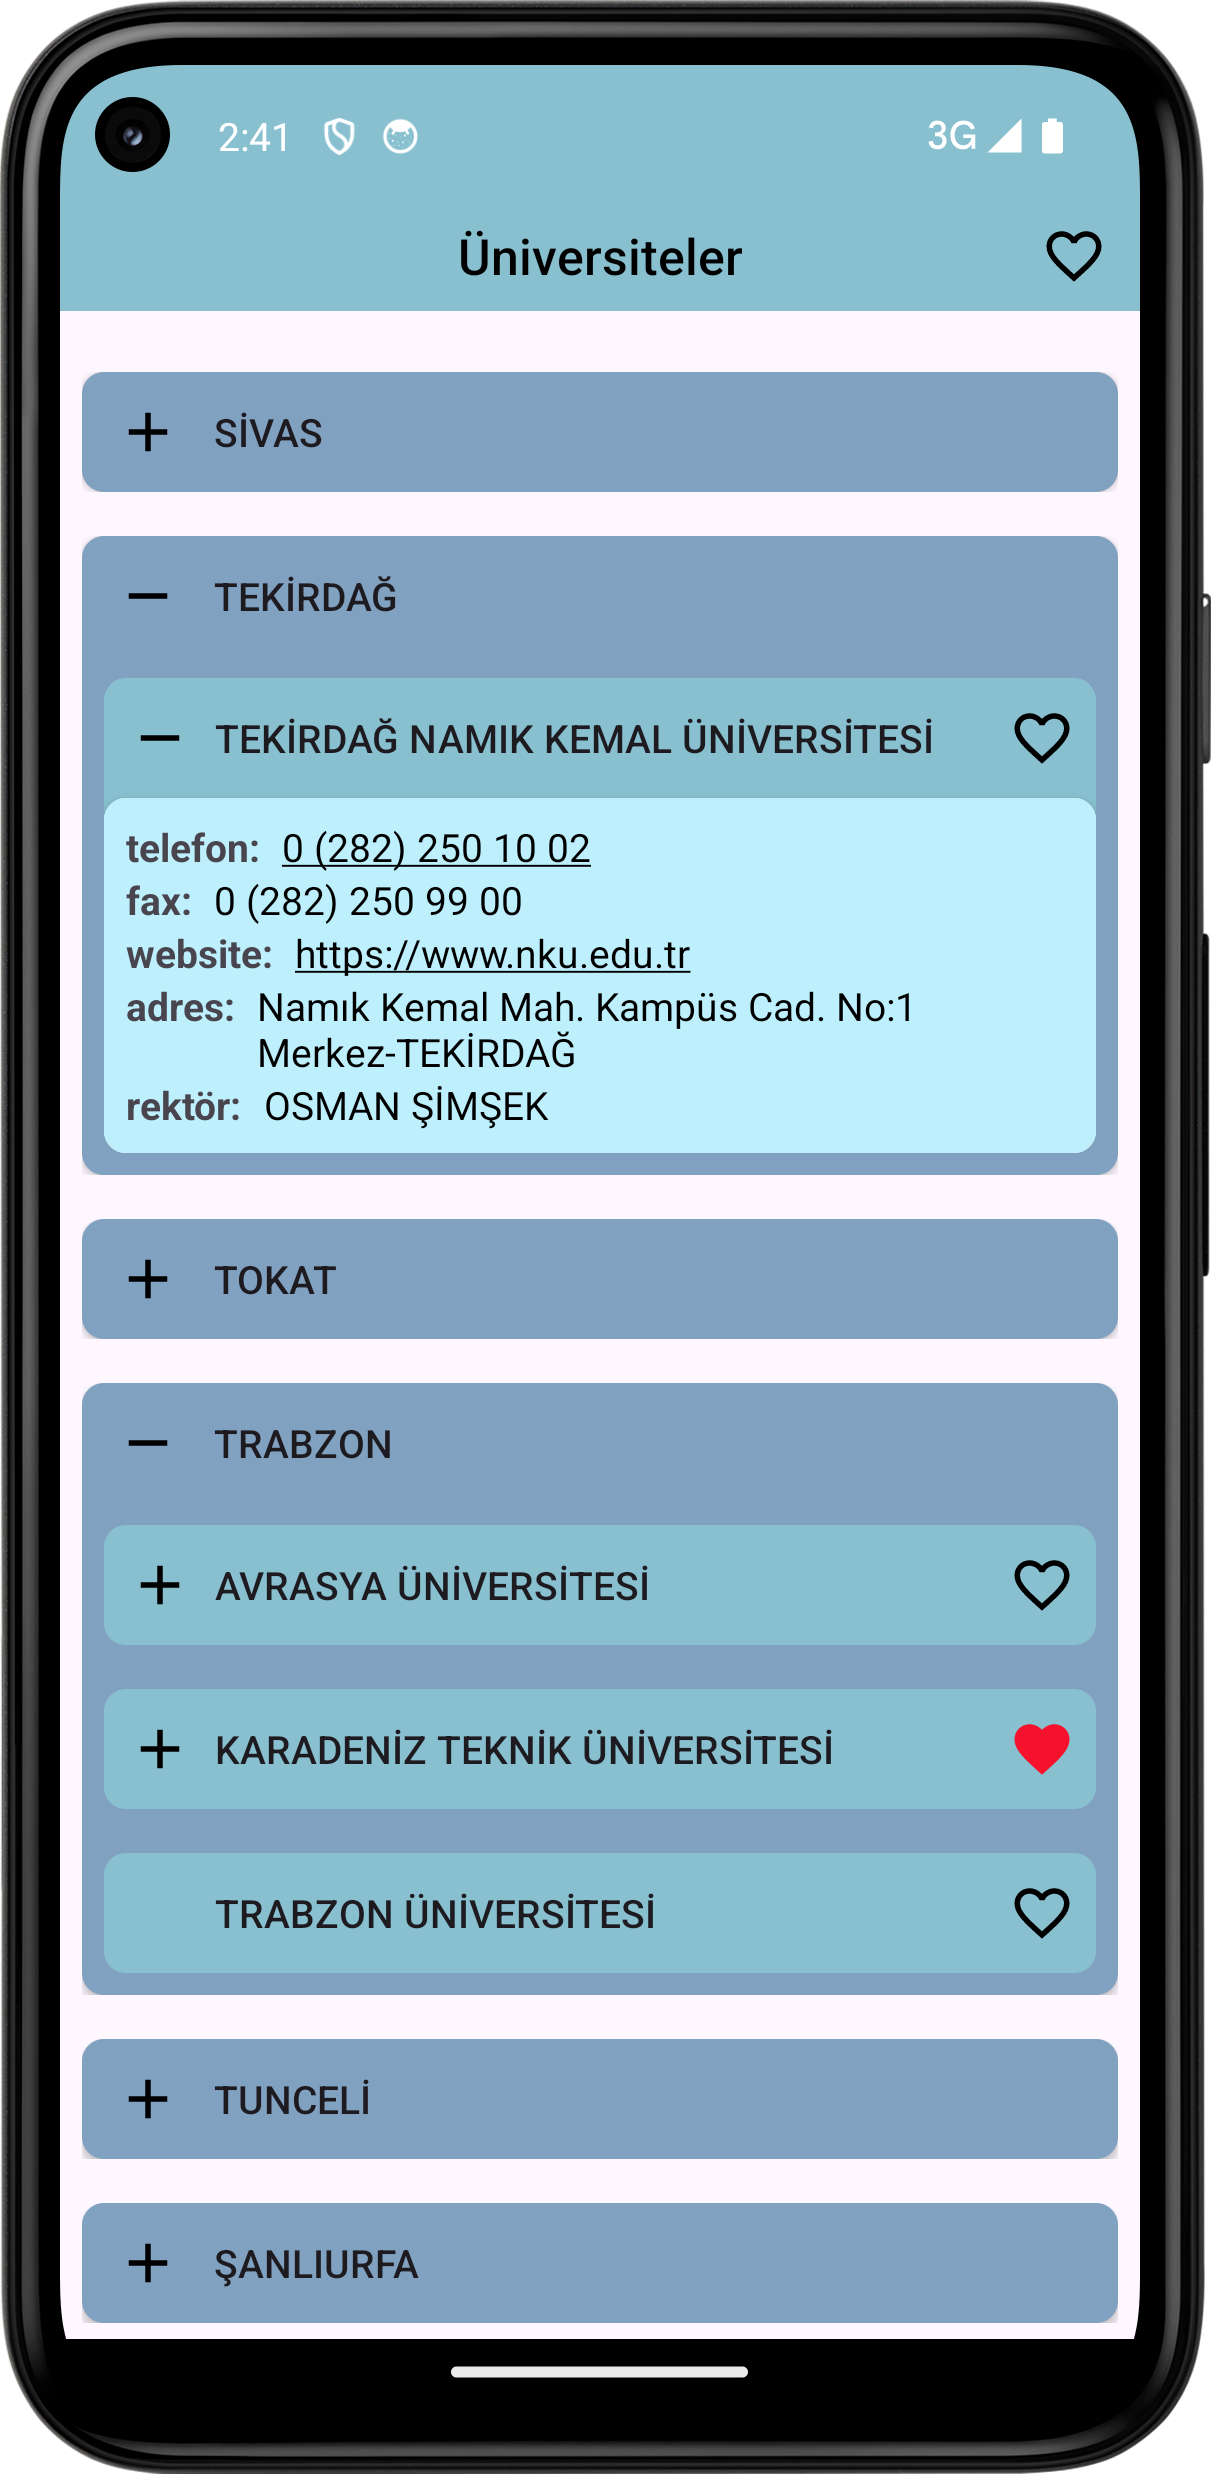 2:41
3G
Üniversiteler
SİVAS
TEKİRDAĞ
TEKİRDAĞ NAMIK KEMAL ÜNİVERSİTESİ
telefon: 0 (282) 250 10 02
fax: 0 (282) 250 99 00
website: https://www.nku.edu.tr
adres: Namık Kemal Mah. Kampüs Cad. No:1
Merkez-TEKİRDAĞ
rektör: OSMAN ŞİMŞEK
TOKAT
TRABZON
AVRASYA ÜNİVERSİTESİ
KARADENİZ TEKNİK ÜNİVERSİTESİ
TRABZON ÜNİVERSİTESİ
TUNCELİ
ŞANLIURFA